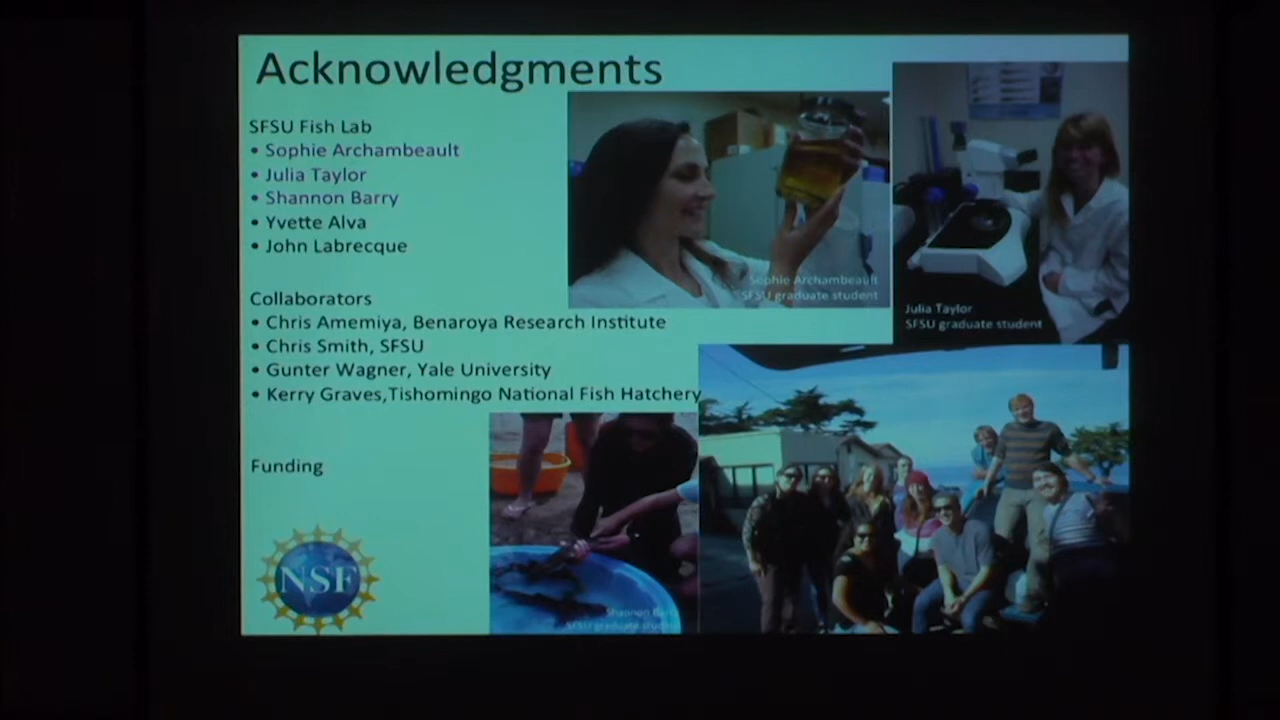 Acknowledgments
SFSU Fish Lab
• Sophie Archambeault
• Julia Taylor
• Shannon Barry
• Yvette Alva
• John Labrecque
Collaborators
• Chris Amemiya, Benaroya Research Institute
• Chris Smith, SFSU
• Gunter Wagner, Yale University
• Kerry Graves,Tishomingo National Fish Hatchery
Funding
NSF
Sophie Archambeault
SFSU graduate student
Julia Taylor
SFSU graduate student
Shannon Barry
SFSU graduate student